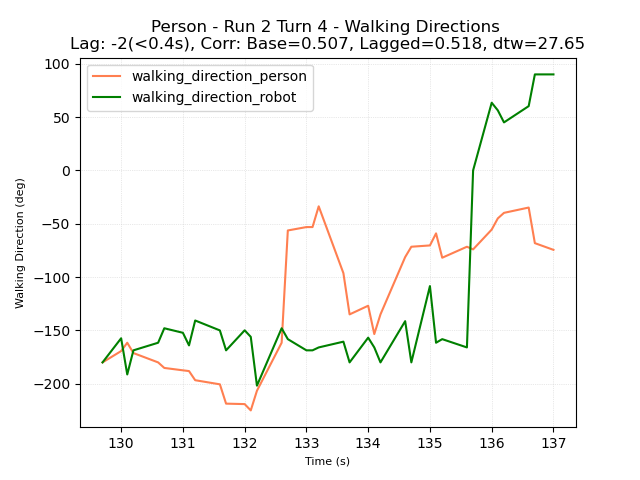 Person - Run 2 Turn 4 - Walking Directions
Lag: -2(<0.4s), Corr: Base=0.507, Lagged=0.518, dtw=27.65
walking_direction_person
walking_direction_robot
Walking Direction (deg)
100
50
0
−50
−100
−150
−200
130 131 132 133 134 135 136 137
Time (s)